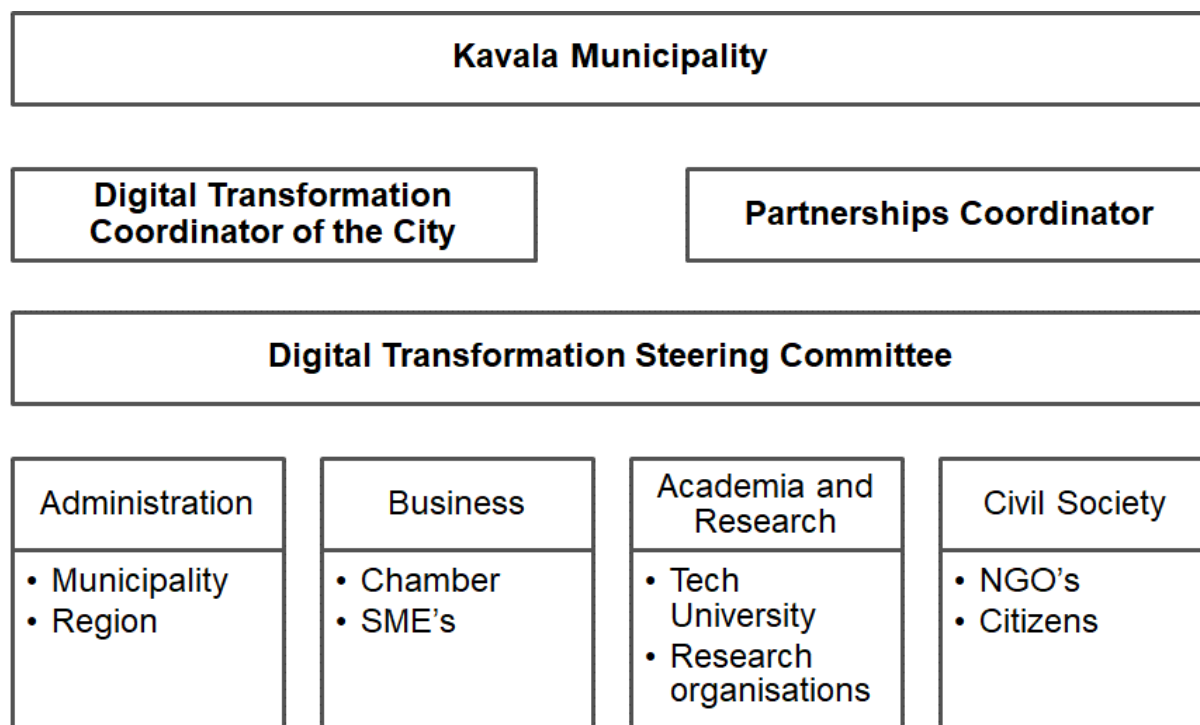 Kavala Municipality
Digital Transformation
Coordinator of the City
Partnerships Coordinator
Digital Transformation Steering Committee
Administration
• Municipality
• Region
Business
• Chamber
• SME’s
Academia and
Research
• Tech
University
• Research
organisations
Civil Society
• NGO’s
• Citizens